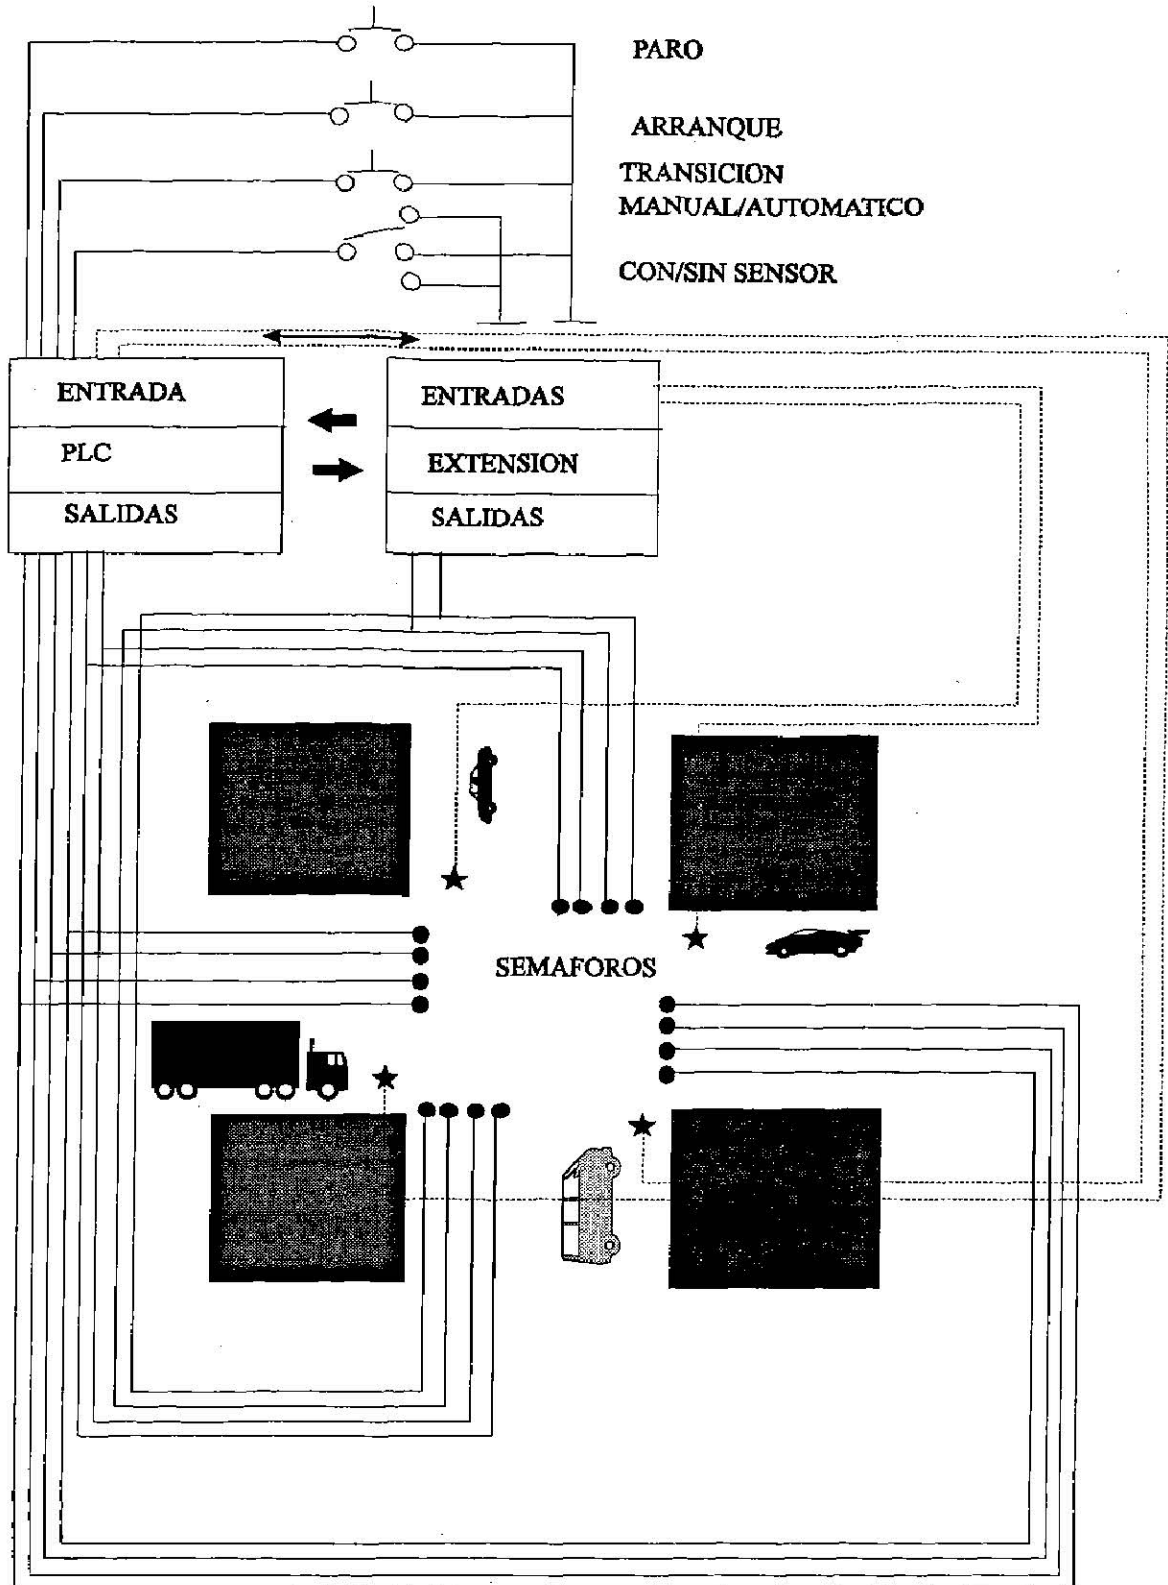 PARO
ARRANQUE
TRANSICION
MANUAL/AUTOMATICO
CON/SIN SENSOR
ENTRADA
PLC
SALIDAS
ENTRADAS
EXTENSION
SALIDAS
SEMAFOROS